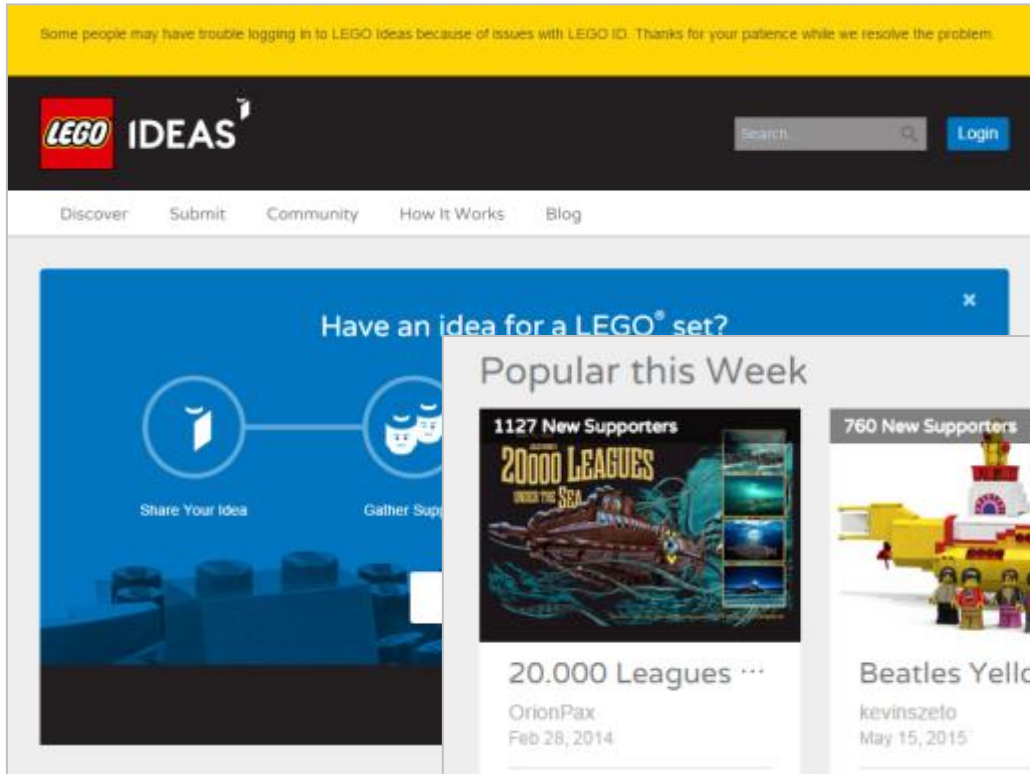 Some people may have trouble logging in to LEGO Ideas because of issues with LEGO ID. Thanks for your patience while we resolve the problem.
LEGO IDEAS
Search...
Login
Discover Submit Community How It Works Blog
Have an idea for a LEGO® set?
Share Your Idea
Gather Supp
Popular this Week
1127 New Supporters
20000 LEAGUES
UNDER THE SEA
20.000 Leagues ...
OrionPax
Feb 28, 2014
760 New Supporters
Beatles Yello
kevinszeto
May 15, 2015